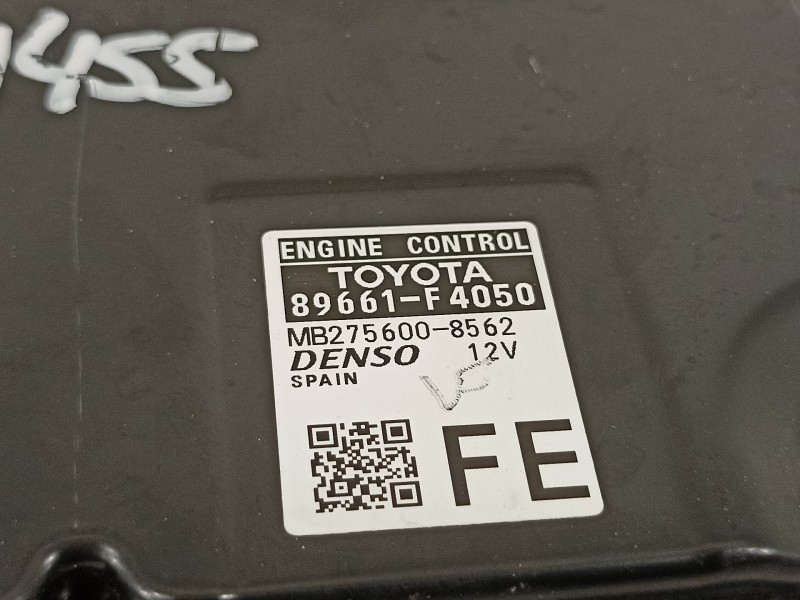 455
ENGINE CONTROL
TOYOTA
89661-F4050
MB275600-8562
DENSO 12V
SPAIN
FE